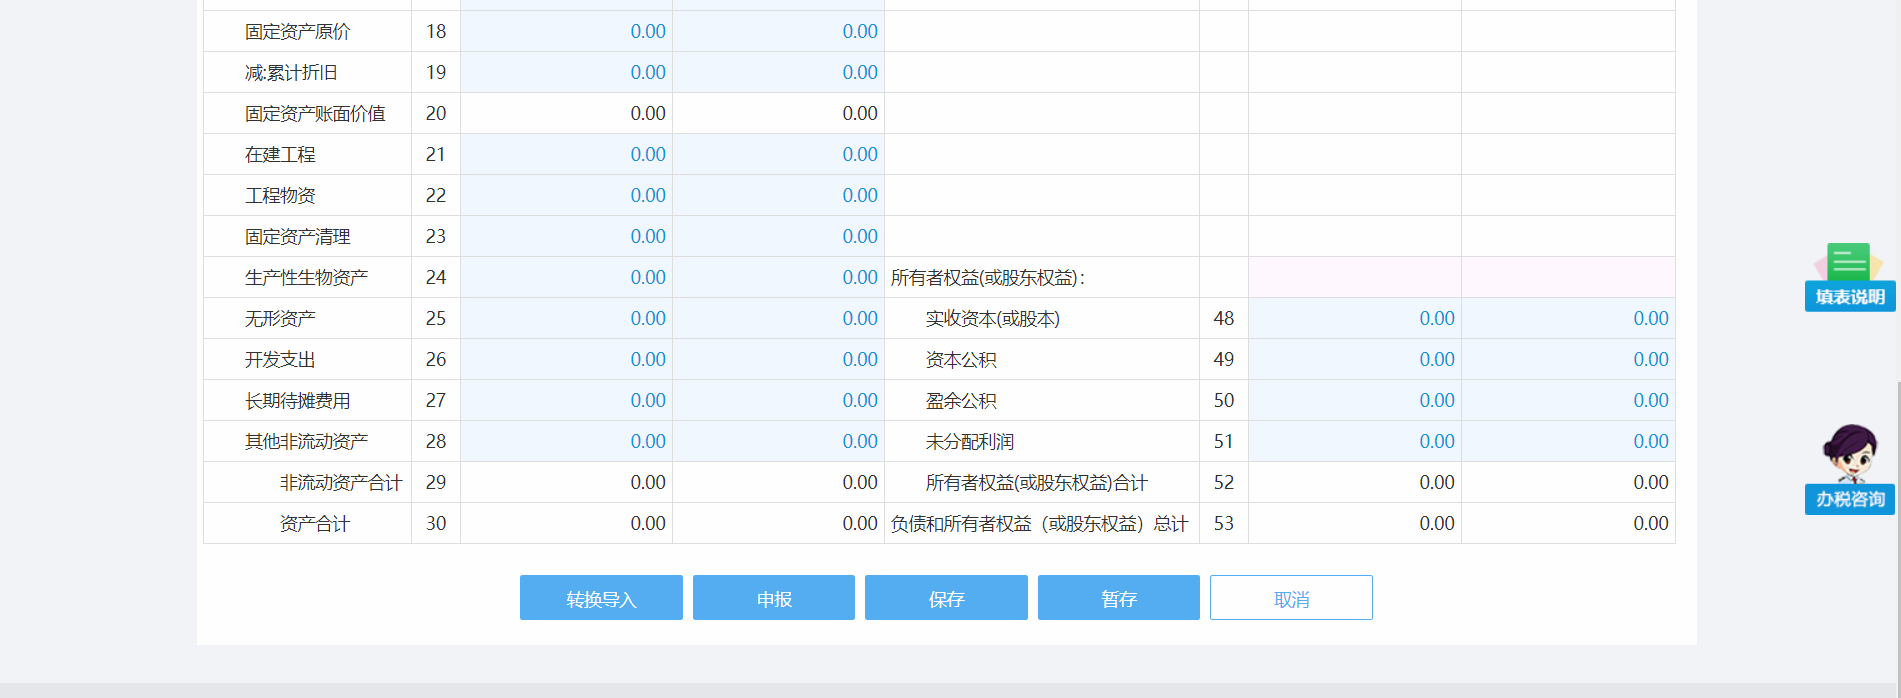 固定资产原价 18 0.00 0.00
减:累计折旧 19 0.00 0.00
固定资产账面价值 20 0.00 0.00
在建工程 21 0.00 0.00
工程物资 22 0.00 0.00
固定资产清理 23 0.00 0.00
生产性生物资产 24 0.00 0.00 所有者权益(或股东权益):
无形资产 25 0.00 0.00 实收资本(或股本) 48 0.00 0.00
开发支出 26 0.00 0.00 资本公积 49 0.00 0.00
长期待摊费用 27 0.00 0.00 盈余公积 50 0.00 0.00
其他非流动资产 28 0.00 0.00 未分配利润 51 0.00 0.00
非流动资产合计 29 0.00 0.00 所有者权益(或股东权益)合计 52 0.00 0.00
资产合计 30 0.00 0.00 负债和所有者权益（或股东权益）总计 53 0.00 0.00
转换导入 申报 保存 暂存 取消
填表说明
办税咨询